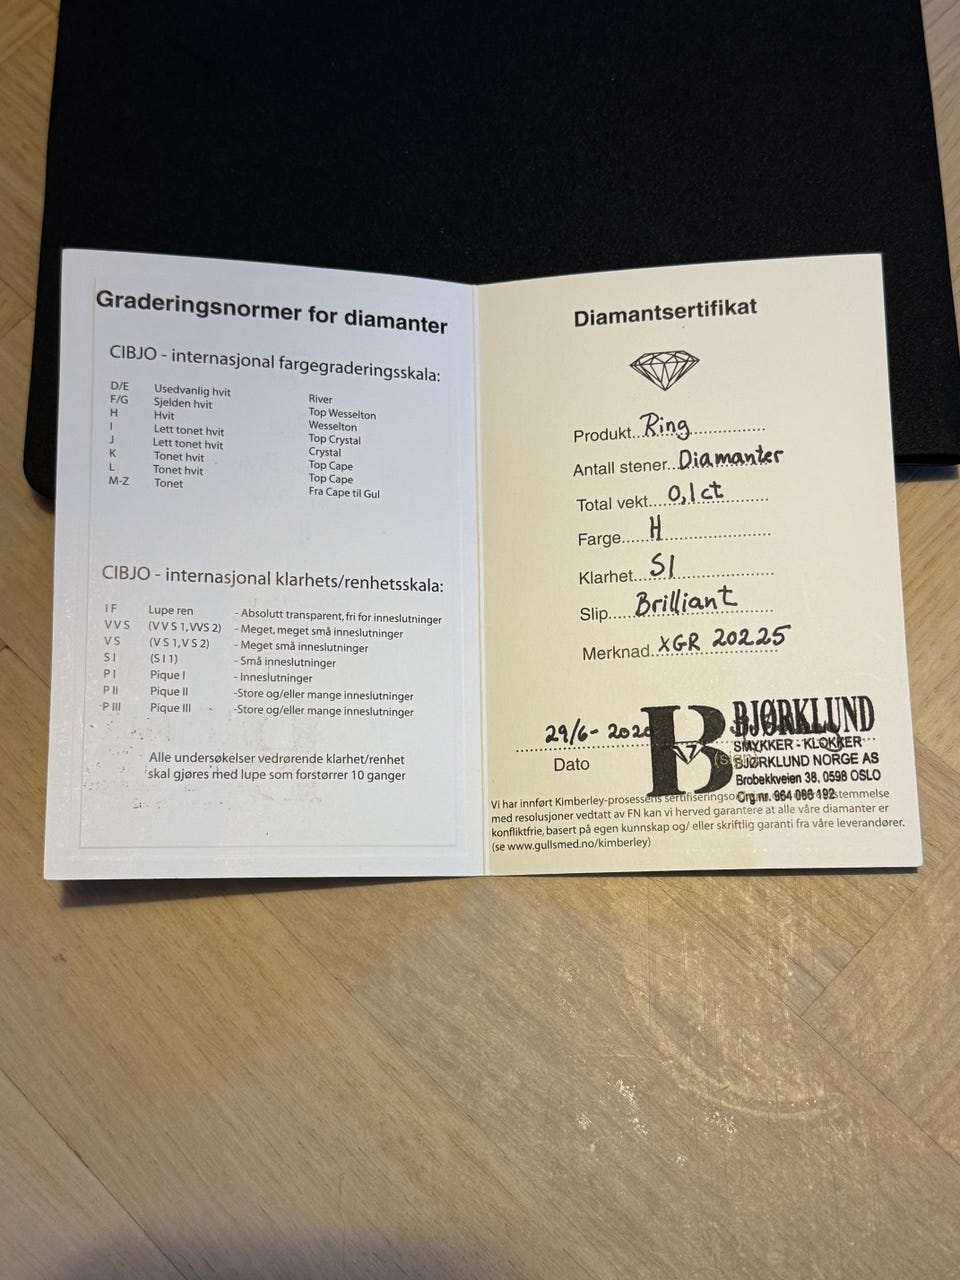 Graderingsnormer for diamanter
CIBJO - internasjonal fargegraderingsskala:
D/E Usedvanlig hvit River
F/G Sjelden hvit Top Wesselton
H Hvit Wesselton
I Lett tonet hvit Top Crystal
J Lett tonet hvit Crystal
K Tonet hvit Top Cape
L Tonet hvit Top Cape
M-Z Tonet Fra Cape til Gul
CIBJO - internasjonal klarhets/renhetsskala:
IF Lupe ren - Absolutt transparent, fri for inneslutninger
VVS (VVS 1, VVS 2) - Meget, meget små inneslutninger
VS (VS 1, VS 2) - Meget små inneslutninger
SI (SI 1) - Små inneslutninger
PI Pique I - Inneslutninger
PII Pique II -Store og/eller mange inneslutninger
PIII Pique III -Store og/eller mange inneslutninger
Alle undersøkelser vedrørende klarhet/renhet
skal gjøres med lupe som forstørrer 10 ganger
Diamantsertifikat
Produkt...Ring
Antall stener..Diamanter
Total vekt....0,1 ct
Farge......H
Klarhet...SI
Slip.....Brilliant
Merknad..XGR 20225
29/6-
Dato
B BJØRKLUND
SMYKKER - KLOKKER
BJØRKLUND NORGE AS
Brobekkveien 38, 0598 OSLO
Org.nr. 964 086 192
Vi har innført Kimberley-prosessens
med resolusjoner vedtatt av FN kan vi herved garantere at alle våre diamanter er
konfliktfrie, basert på egen kunnskap og/ eller skriftlig garanti fra våre leverandører.
(se www.gullsmed.no/kimberley)